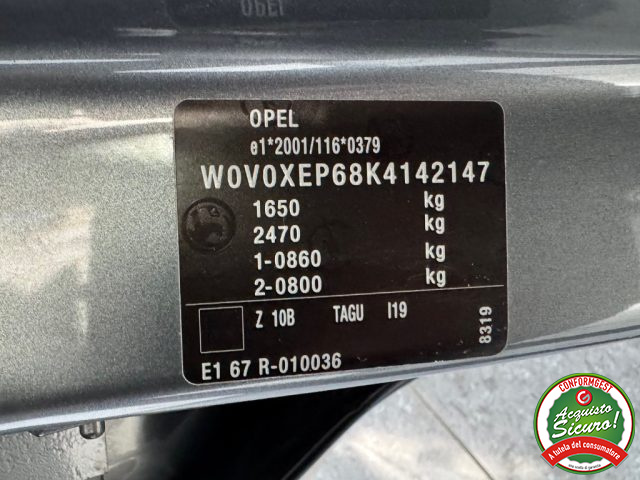 OPEL
OPEL
e1*2001/116*0379
W0V0XEP68K4142147
1650 kg
2470 kg
1-0860 kg
2-0800 kg
Z 10B TAGU I19
8319
E1 67 R-010036
CONFORMGEST
Acquisto
Sicuro!
A tutela del consumatore